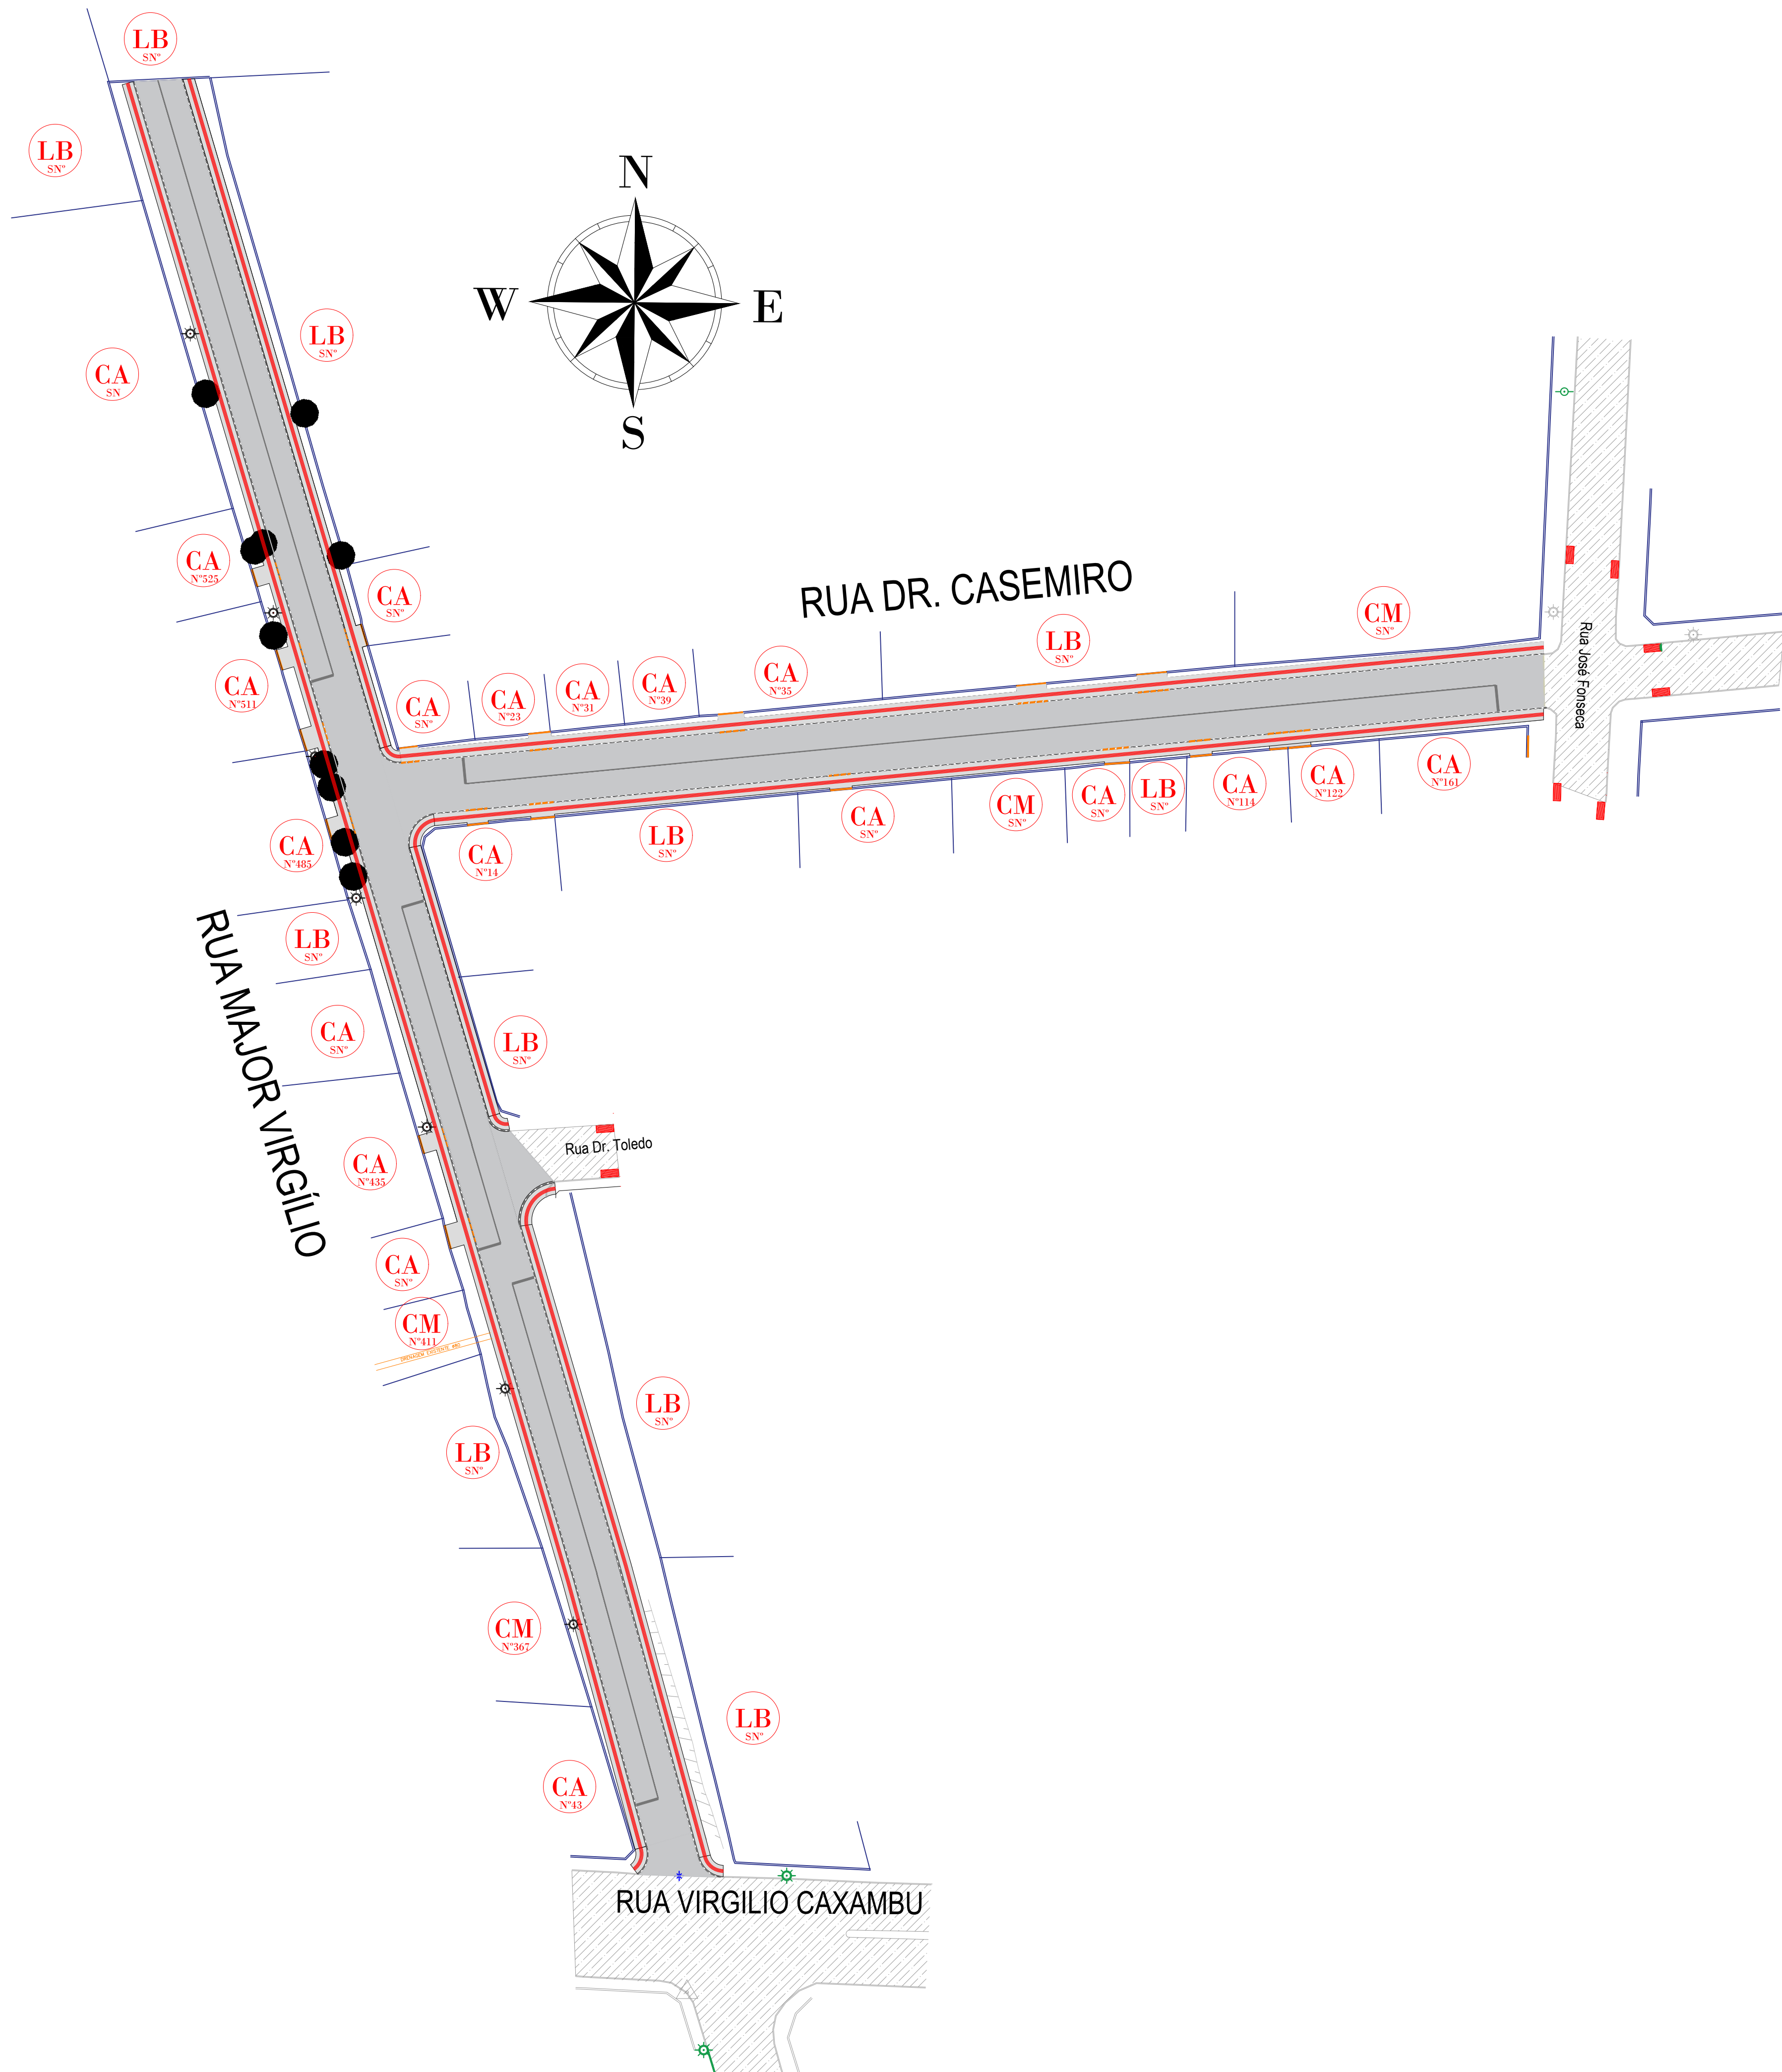 LB
SNº
LB
SNº
N
W
E
S
LB
SNº
CA
SN
CA
Nº525
CA
SNº
RUA DR. CASEMIRO
CM
SNº
LB
SNº
Rua José Fonseca
CA
Nº511
CA
SNº
CA
Nº23
CA
Nº31
CA
Nº39
CA
Nº35
CA
Nº161
CA
Nº122
CA
Nº114
LB
SNº
CA
SNº
CM
SNº
CA
SNº
LB
SNº
CA
Nº14
CA
Nº485
LB
SNº
RUA MAJOR VIRGÍLIO
CA
SNº
LB
SNº
Rua Dr. Toledo
CA
Nº435
CA
SNº
CM
Nº411
LB
SNº
LB
SNº
CM
Nº367
LB
SNº
CA
Nº43
RUA VIRGILIO CAXAMBU